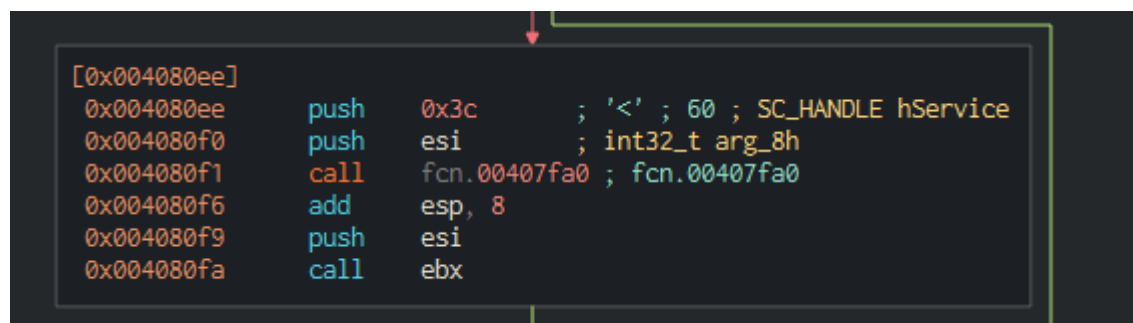 [0x004080ee]
0x004080ee push 0x3c ; '<' ; 60 ; SC_HANDLE hService
0x004080f0 push esi ; int32_t arg_8h
0x004080f1 call fcn.00407fa0 ; fcn.00407fa0
0x004080f6 add esp, 8
0x004080f9 push esi
0x004080fa call ebx